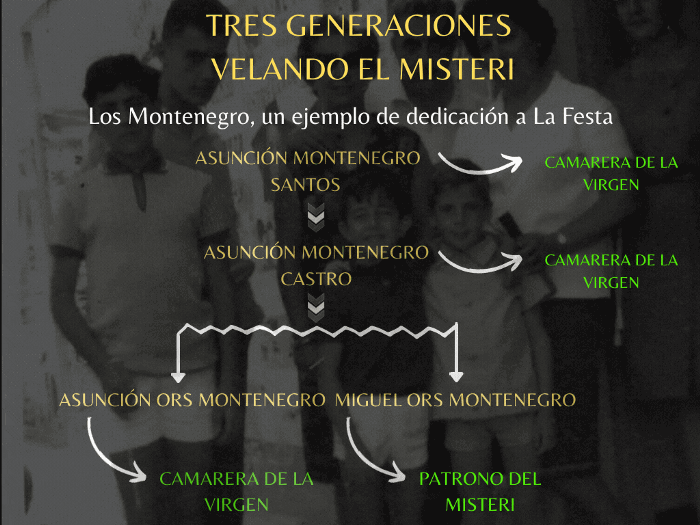 TRES GENERACIONES
VELANDO EL MISTERI
Los Montenegro, un ejemplo de dedicación a La Festa
ASUNCIÓN MONTENEGRO
SANTOS
CAMARERA DE LA
VIRGEN
ASUNCIÓN MONTENEGRO
CASTRO
CAMARERA DE LA
VIRGEN
ASUNCIÓN ORS MONTENEGRO
MIGUEL ORS MONTENEGRO
CAMARERA DE LA
VIRGEN
PATRONO DEL
MISTERI